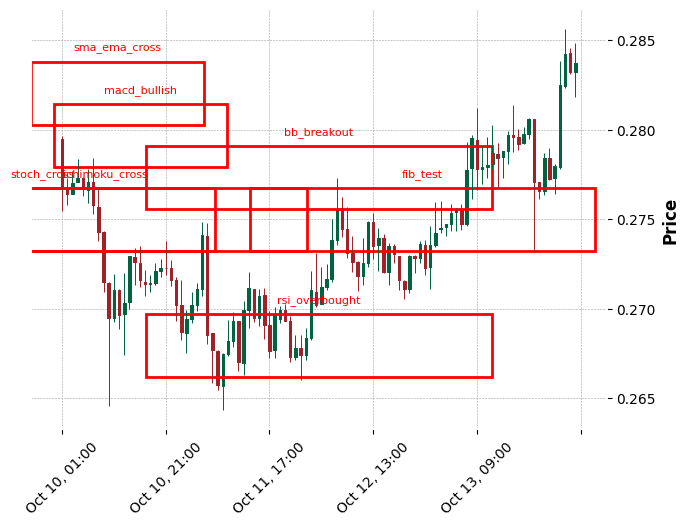 sma_ema_cross
macd_bullish
bb_breakout
stoch_cross
ichimoku_cross
fib_test
rsi_overbought
0.285
0.280
0.275
0.270
0.265
Price
Oct 10, 01:00
Oct 10, 21:00
Oct 11, 17:00
Oct 12, 13:00
Oct 13, 09:00